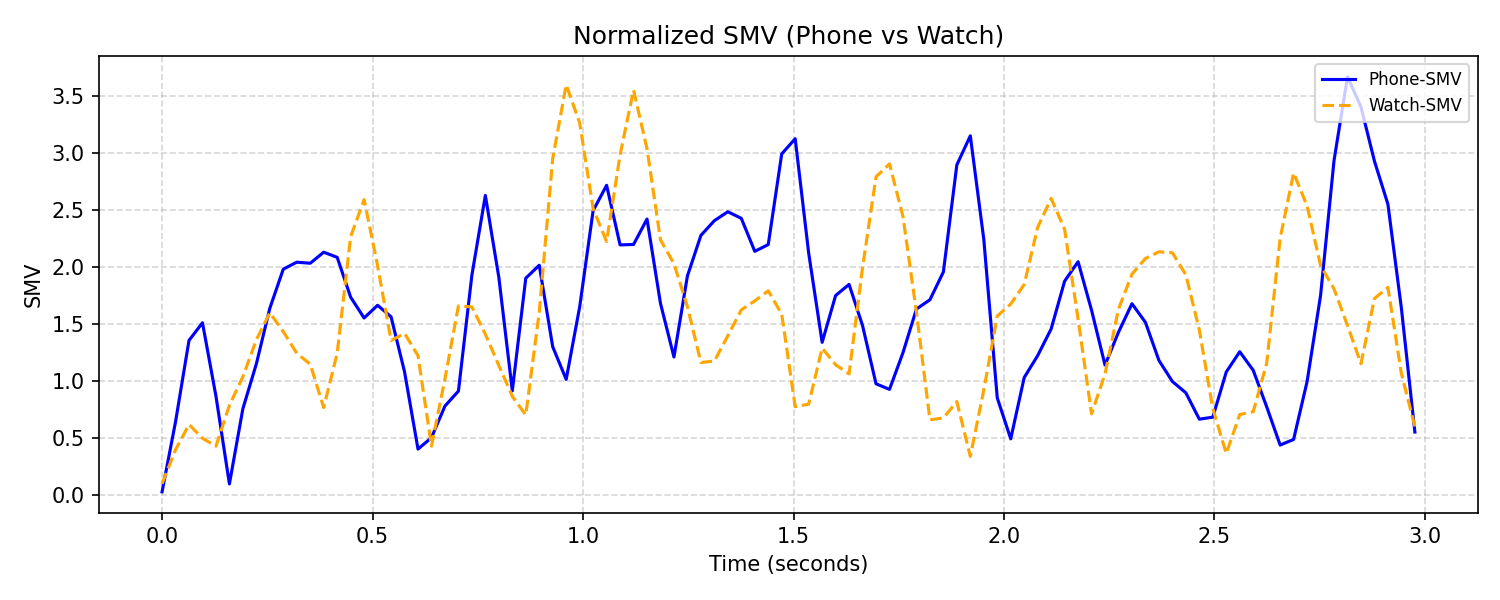 Normalized SMV (Phone vs Watch)
Phone-SMV
Watch-SMV
SMV
3.5
3.0
2.5
2.0
1.5
1.0
0.5
0.0
0.0 0.5 1.0 1.5 2.0 2.5 3.0
Time (seconds)